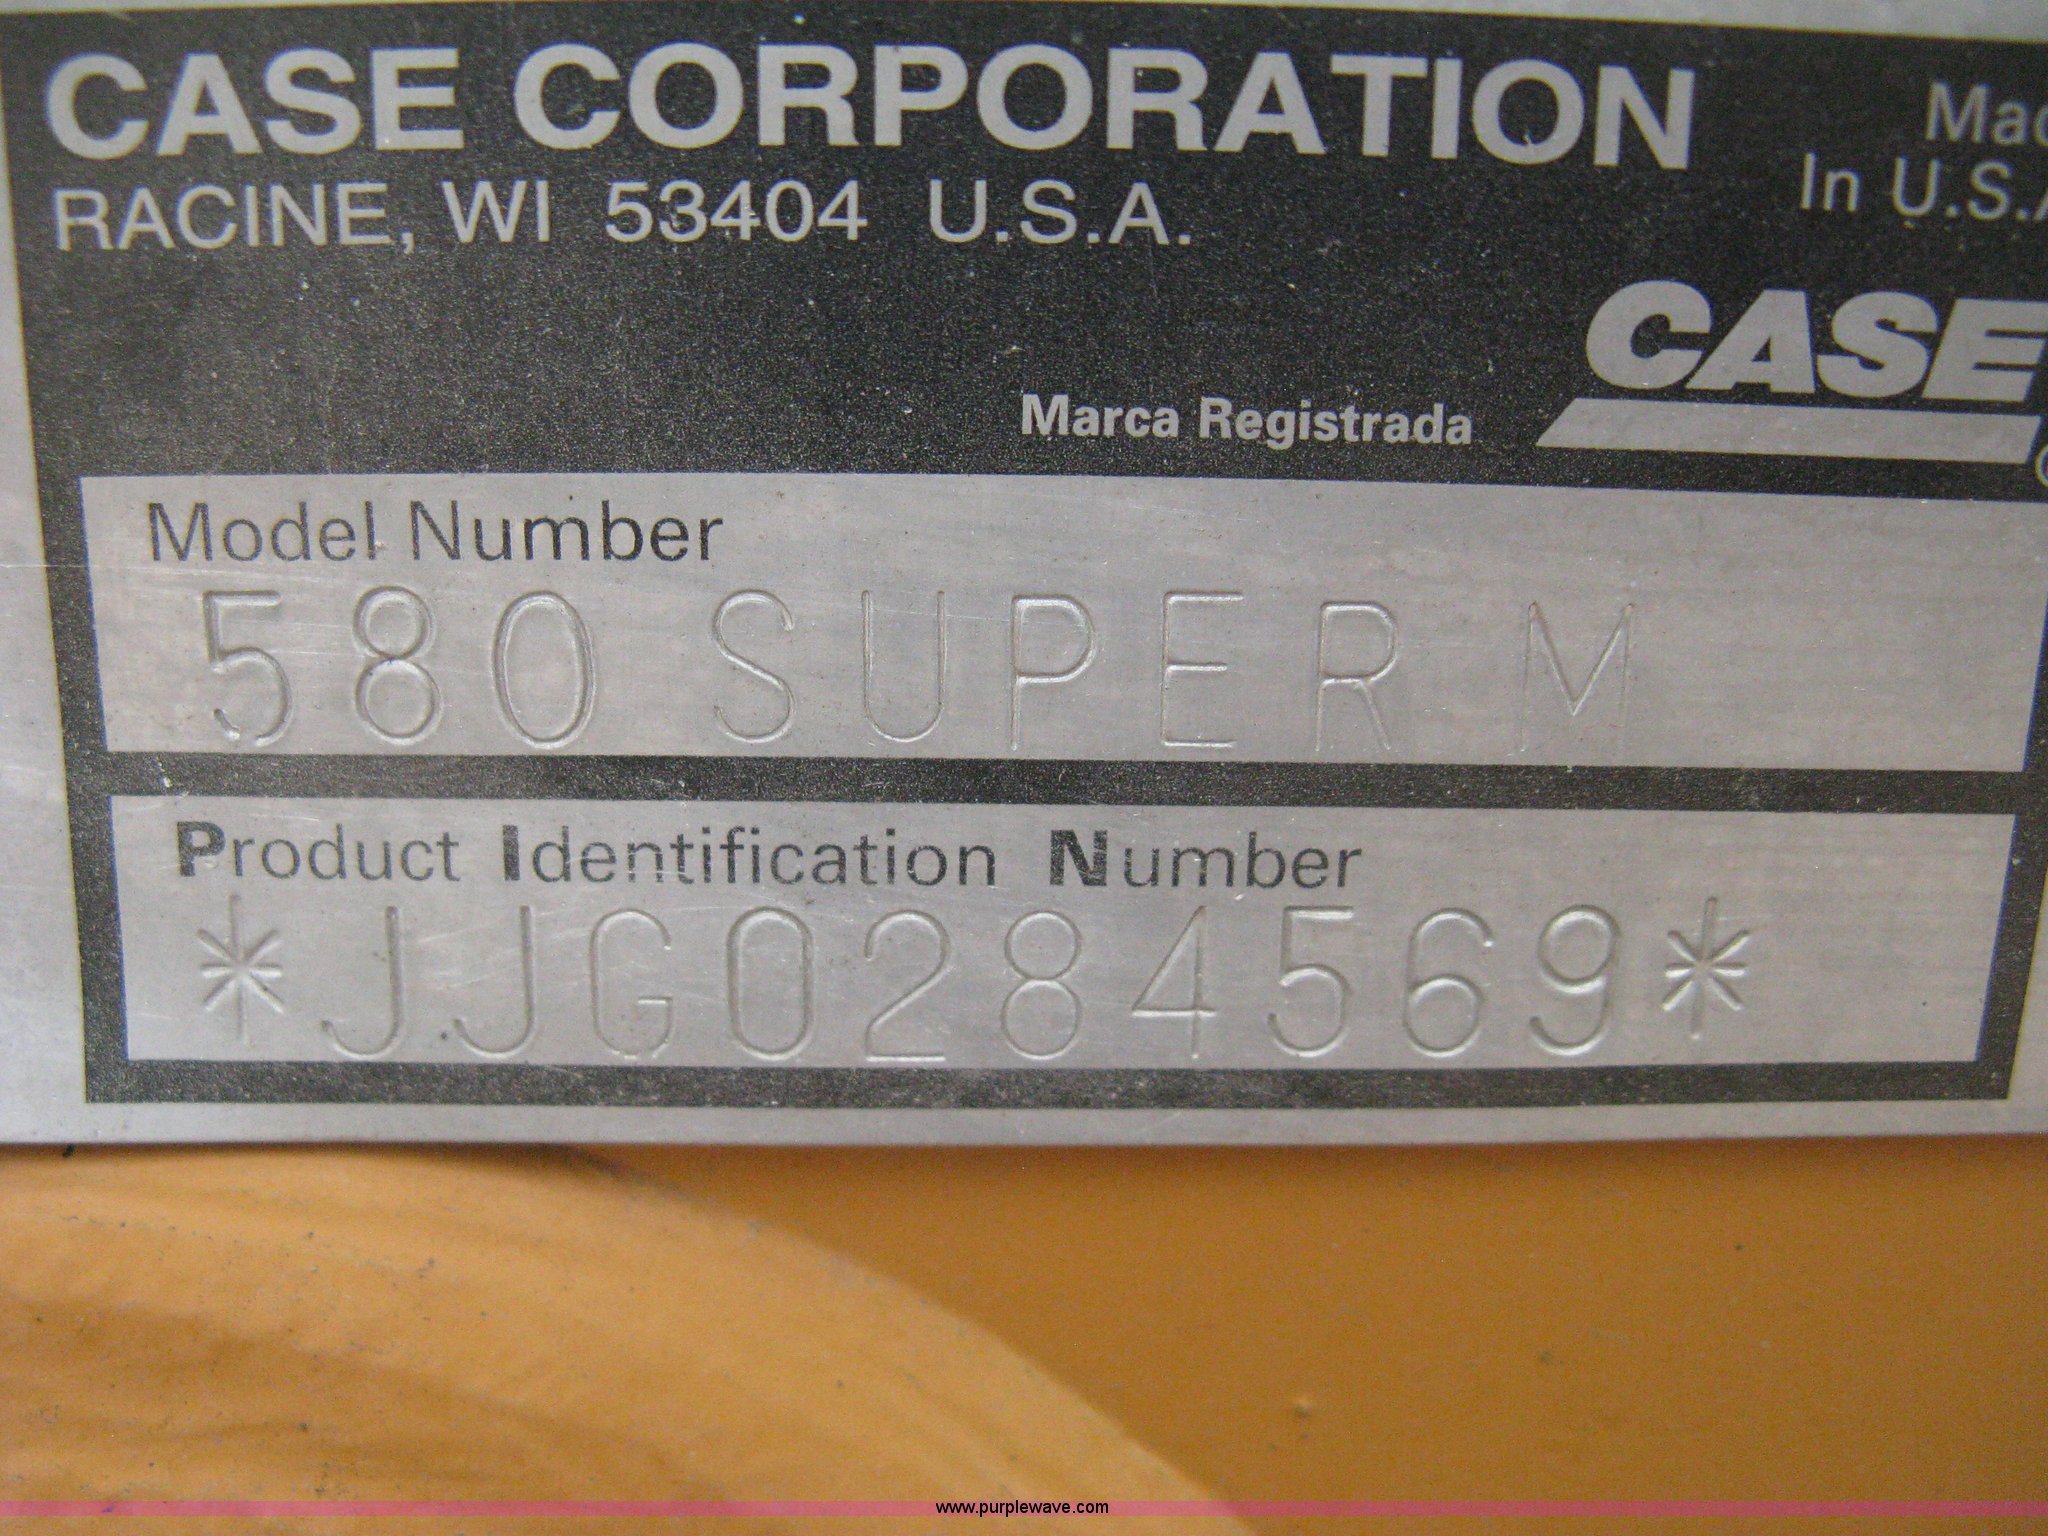 CASE CORPORATION
RACINE, WI 53404 U.S.A.
In U.S.
CASE
Marca Registrada
Model Number
580 SUPER M
Product Identification Number
*JJG0284569*
www.purplewave.com